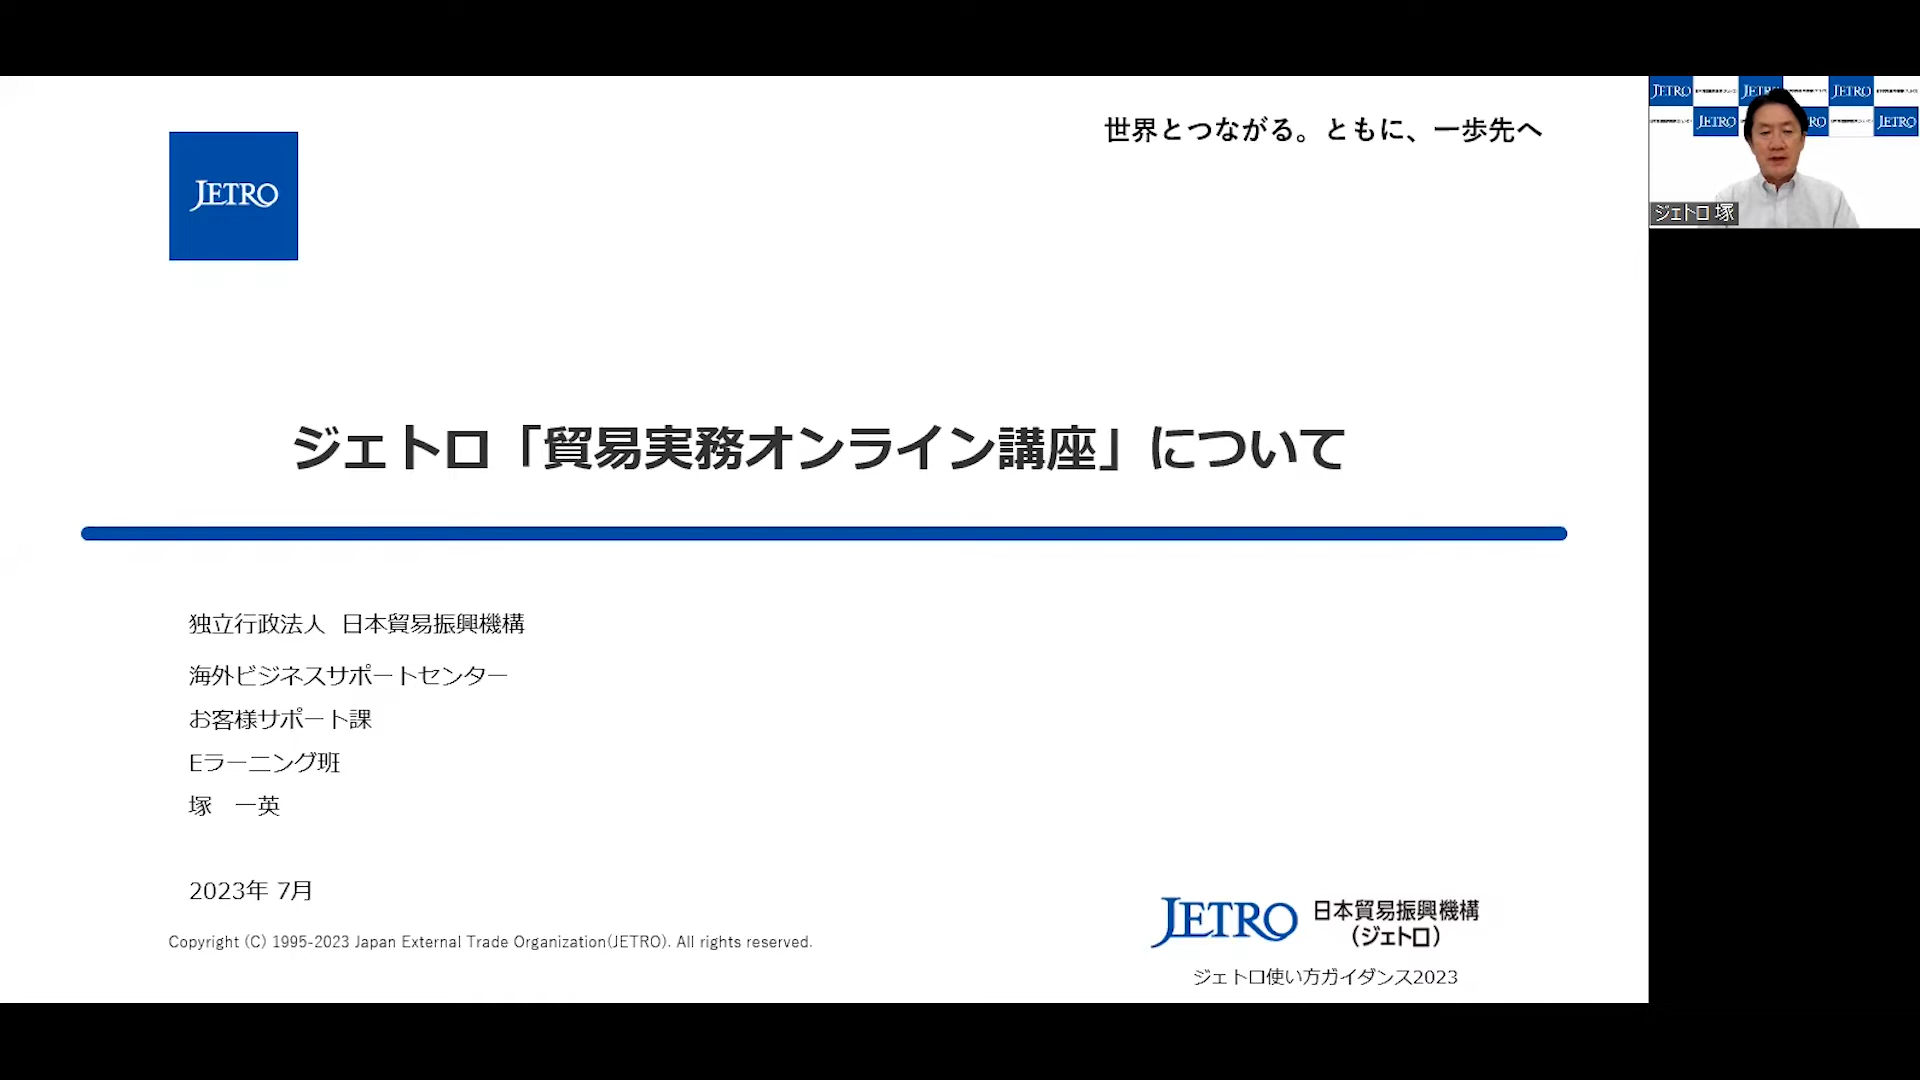 世界とつながる。ともに、一歩先へ
JETRO
ジェトロ「貿易実務オンライン講座」について
独立行政法人 日本貿易振興機構
海外ビジネスサポートセンター
お客様サポート課
Eラーニング班
塚 一英
2023年 7月
Copyright (C) 1995-2023 Japan External Trade Organization(JETRO). All rights reserved.
JETRO 日本貿易振興機構
(ジェトロ)
ジェトロ使い方ガイダンス2023
JETRO JETRO JETRO
JETRO JETRO
ジェトロ 塚